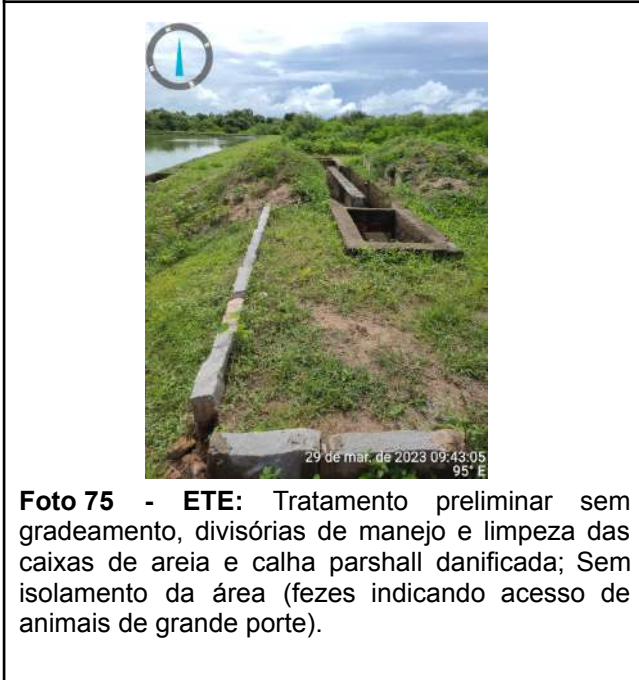 29 de mar. de 2023 09:43:05
95° E
Foto 75 - ETE: Tratamento preliminar sem
gradeamento, divisórias de manejo e limpeza das
caixas de areia e calha parshall danificada; Sem
isolamento da área (fezes indicando acesso de
animais de grande porte).